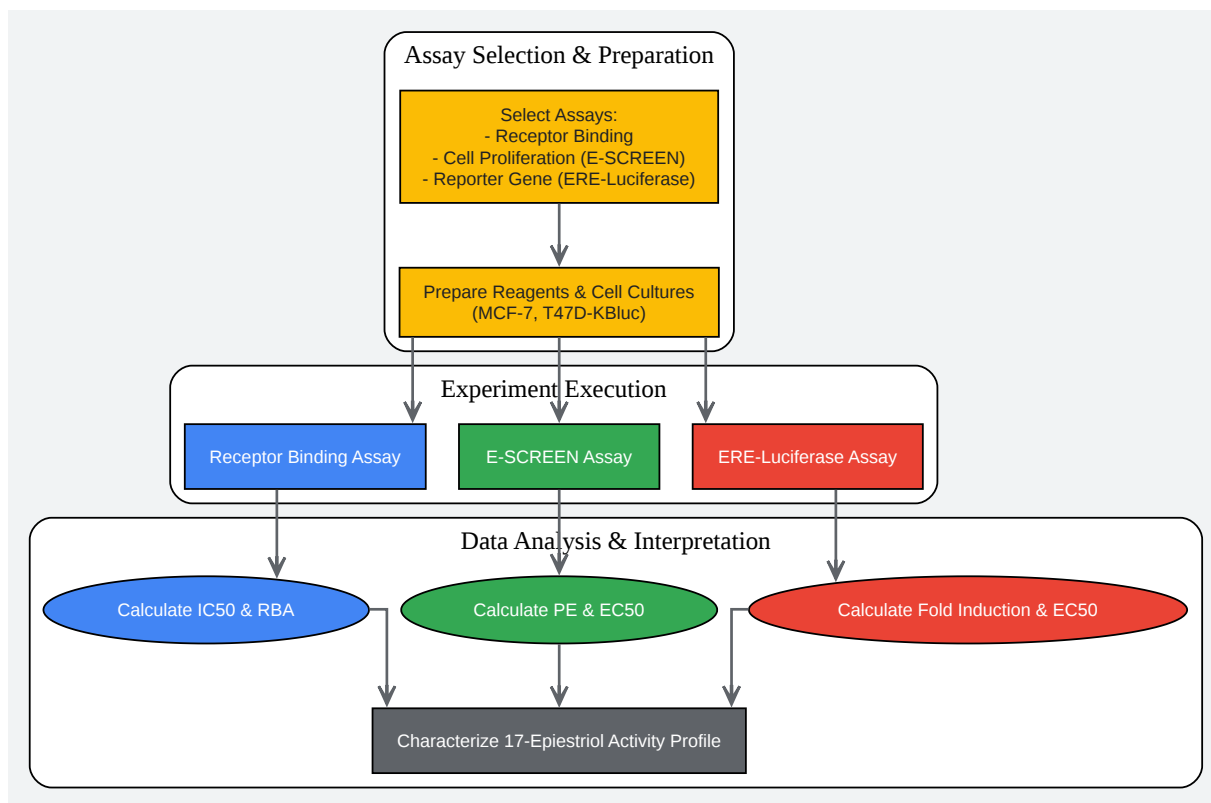 Assay Selection & Preparation
Select Assays:
- Receptor Binding
- Cell Proliferation (E-SCREEN)
- Reporter Gene (ERE-Luciferase)
Prepare Reagents & Cell Cultures
(MCF-7, T47D-KBluc)
Experiment Execution
Receptor Binding Assay
E-SCREEN Assay
ERE-Luciferase Assay
Data Analysis & Interpretation
Calculate IC50 & RBA
Calculate PE & EC50
Calculate Fold Induction & EC50
Characterize 17-Epiestriol Activity Profile